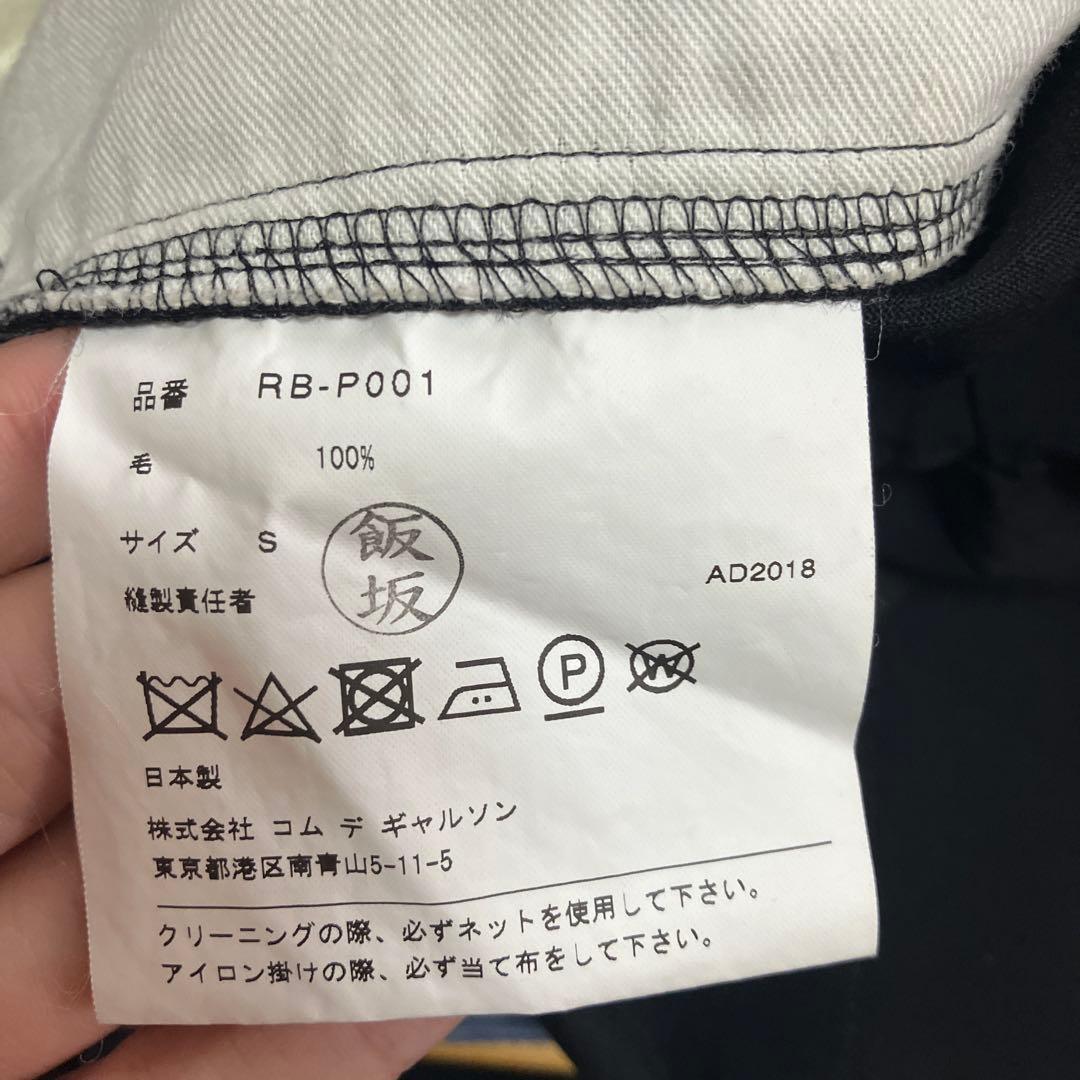 品番 RB-P001
毛 100%
サイズ S
飯坂
縫製責任者
AD2018
P W
日本製
株式会社 コム デ ギャルソン
東京都港区南青山5-11-5
クリーニングの際、必ずネットを使用して下さい。
アイロン掛けの際、必ず当て布をして下さい。